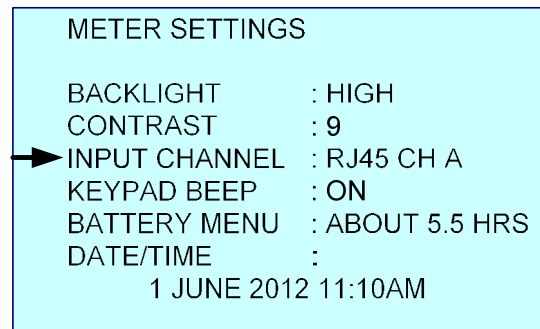 METER SETTINGS
BACKLIGHT : HIGH
CONTRAST : 9
INPUT CHANNEL : RJ45 CH A
KEYPAD BEEP : ON
BATTERY MENU : ABOUT 5.5 HRS
DATE/TIME :
1 JUNE 2012 11:10AM